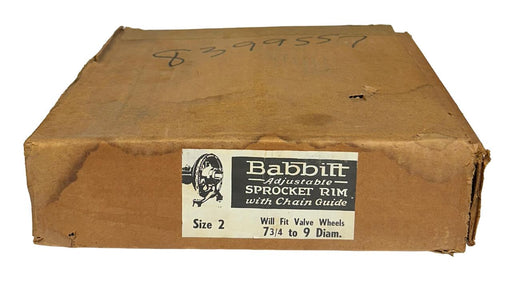 8399557
Babbitt
Adjustable
SPROCKET RIM
with Chain Guide
Size 2
Will Fit Valve Wheels
7 3/4 to 9 Diam.